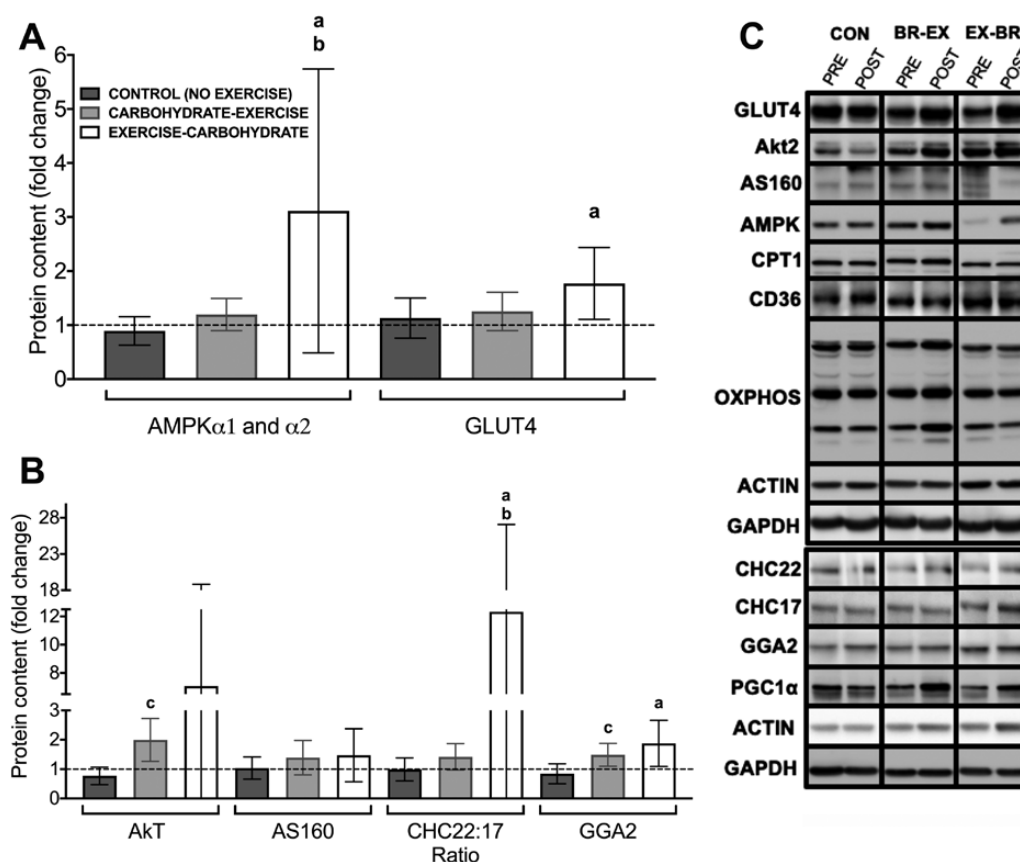 A
a
b
6
5
4
3
2
1
0
Protein content (fold change)
CONTROL (NO EXERCISE)
CARBOHYDRATE-EXERCISE
EXERCISE-CARBOHYDRATE
a
AMPKα1 and α2
GLUT4
B
a
b
28
23
18
12
8
4
3
2
1
0
Protein content (fold change)
c
c
a
AkT
AS160
CHC22:17
Ratio
GGA2
C
CON
BR-EX
EX-BR
PRE
POST
PRE
POST
PRE
POST
GLUT4
Akt2
AS160
AMPK
CPT1
CD36
OXPHOS
ACTIN
GAPDH
CHC22
CHC17
GGA2
PGC1α
ACTIN
GAPDH